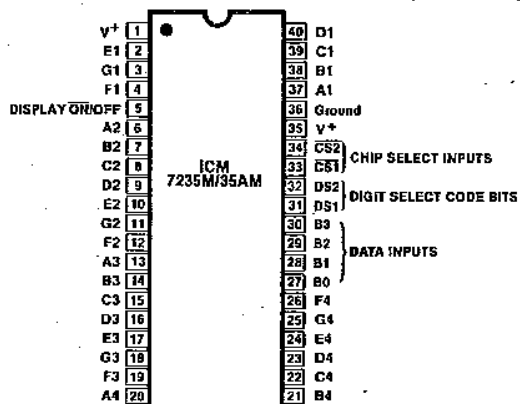 V+ 1
E1 2
G1 3
F1 4
DISPLAY ON/OFF 5
A2 6
B2 7
C2 8
D2 9
E2 10
G2 11
F2 12
A3 13
B3 14
C3 15
D3 16
E3 17
G3 18
F3 19
A4 20
ICM
7235M/35AM
40 D1
39 C1
38 B1
37 A1
36 Ground
35 V+
34 CS2
33 CS1
CHIP SELECT INPUTS
32 DS2
31 DS1
DIGIT SELECT CODE BITS
30 B3
29 B2
28 B1
27 B0
DATA INPUTS
26 F4
25 G4
24 E4
23 D4
22 C4
21 B4